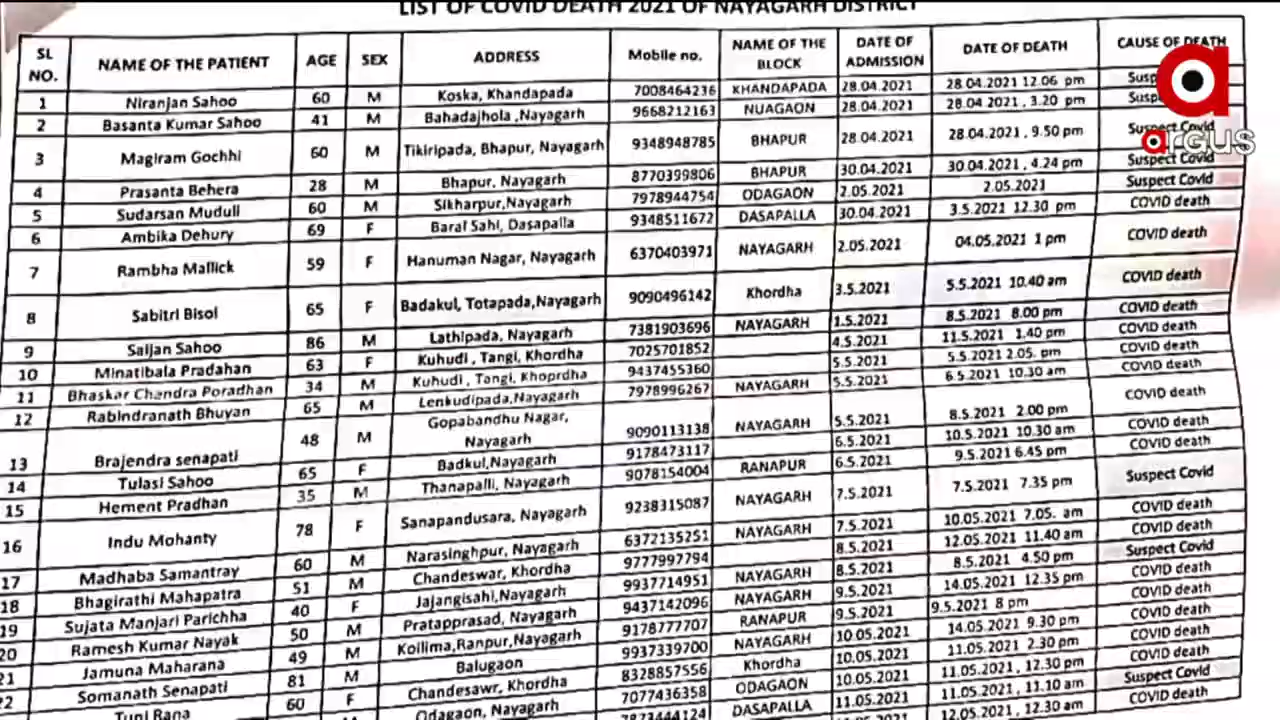 LIST OF COVID DEATH 2021 OF NAYAGARH DISTRICT
SL NO. NAME OF THE PATIENT AGE SEX ADDRESS Mobile no. NAME OF THE BLOCK DATE OF ADMISSION DATE OF DEATH CAUSE OF DEATH
1 Niranjan Sahoo 60 M Koska, Khandapada 7008464236 KHANDAPADA 28.04.2021 28.04.2021 12.06 pm
2 Basanta Kumar Sahoo 41 M Bahadajhola ,Nayagarh 9668212163 NUAGAON 28.04.2021 28.04.2021 , 3.20 pm
3 Magiram Gochhi 60 M Tikiripada, Bhapur, Nayagarh 9348948785 BHAPUR 28.04.2021 28.04.2021 , 9.50 pm Suspect Covid
4 Prasanta Behera 28 M Bhapur, Nayagarh 8770399806 BHAPUR 30.04.2021 30.04.2021 , 4.24 pm Suspect Covid
5 Sudarsan Muduli 60 M Sikharpur,Nayagarh 7978944754 ODAGAON 2.05.2021 2.05.2021 Suspect Covid
6 Ambika Dehury 69 F Baral Sahi, Dasapalla 9348511672 DASAPALLA 30.04.2021 3.5.2021 12.30 pm COVID death
7 Rambha Mallick 59 F Hanuman Nagar, Nayagarh 6370403971 NAYAGARH 2.05.2021 04.05.2021 1 pm COVID death
8 Sabitri Bisol 65 F Badakul, Totapada,Nayagarh 9090496142 Khordha 3.5.2021 5.5.2021 10.40 am COVID death
9 Saijan Sahoo 86 M Lathipada, Nayagarh 7381903696 NAYAGARH 1.5.2021 8.5.2021 8.00 pm COVID death
10 Minatibala Pradahan 63 F Kuhudi , Tangi, Khordha 7025701852 4.5.2021 11.5.2021 1.40 pm COVID death
11 Bhaskar Chandra Poradhan 34 M Kuhudi , Tangi, Khoprdha 9437455360 5.5.2021 5.5.2021 2.05. pm COVID death
12 Rabindranath Bhuyan 65 M Lenkudipada,Nayagarh 7978996267 NAYAGARH 5.5.2021 6.5.2021 10.30 am COVID death
13 Brajendra senapati 48 M Gopabandhu Nagar, Nayagarh 9090113138 NAYAGARH 5.5.2021 8.5.2021 2.00 pm COVID death
14 Tulasi Sahoo 65 F Badkul,Nayagarh 9178473117 6.5.2021 10.5.2021 10.30 am COVID death
15 Hement Pradhan 35 M Thanapalli, Nayagarh 9078154004 RANAPUR 6.5.2021 9.5.2021 6.45 pm COVID death
16 Indu Mohanty 78 F Sanapandusara, Nayagarh 9238315087 NAYAGARH 7.5.2021 7.5.2021 7.35 pm Suspect Covid
17 Madhaba Samantray 60 M Narasinghpur, Nayagarh 6372135251 NAYAGARH 7.5.2021 10.05.2021 7.05. am COVID death
18 Bhagirathi Mahapatra 51 M Chandeswar, Khordha 9777997794 8.5.2021 12.05.2021 11.40 am COVID death
19 Sujata Manjari Parichha 40 F Jajangisahi,Nayagarh 9937714951 NAYAGARH 8.5.2021 8.5.2021 4.50 pm Suspect Covid
20 Ramesh Kumar Nayak 50 M Pratapprasad, Nayagarh 9437142096 NAYAGARH 9.5.2021 14.05.2021 12.35 pm COVID death
21 Jamuna Maharana 49 M Koilima,Ranpur,Nayagarh 9178777707 RANAPUR 9.5.2021 9.5.2021 8 pm COVID death
22 Somanath Senapati 81 M Balugaon 9937339700 NAYAGARH 10.05.2021 14.05.2021 9.30 pm COVID death
Tuni Rana 60 F Chandesawr, Khordha 8328857556 Khordha 10.05.2021 11.05.2021 2.30 pm COVID death
Odagaon, Nayagarh 7077436358 ODAGAON 10.05.2021 11.05.2021, 12.30 pm Suspect Covid
7873444124 DASAPALLA 11.05.2021 11.05.2021 , 11.10 am COVID death
12.05.2021 12.30 am
argus